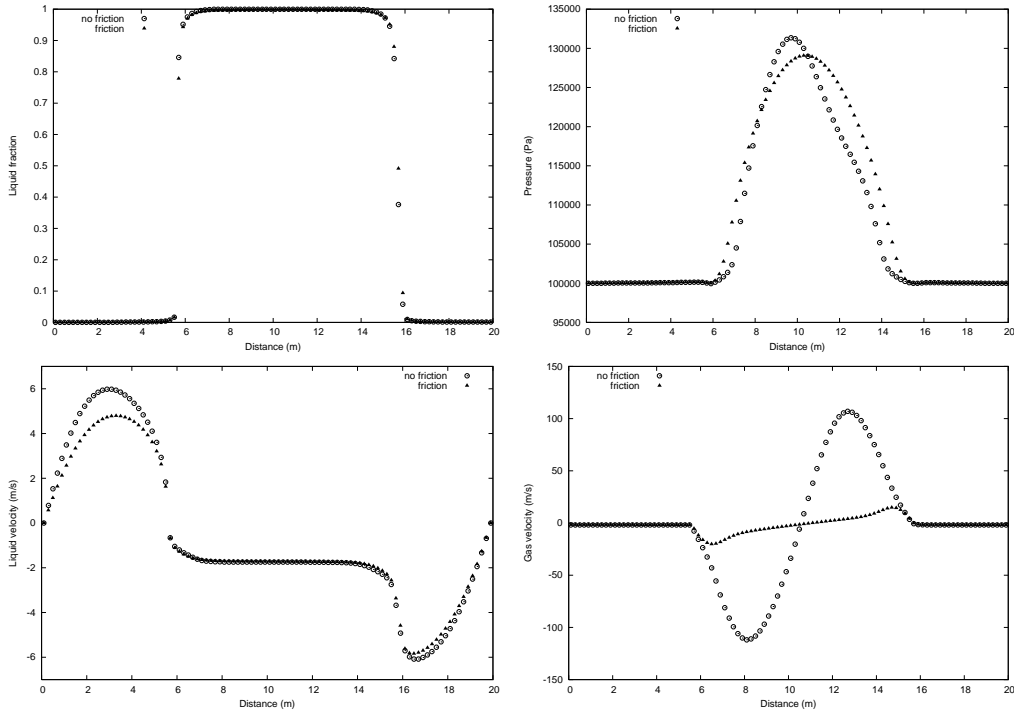 no friction
friction
1
0.9
0.8
0.7
0.6
0.5
0.4
0.3
0.2
0.1
0
Liquid fraction
0 2 4 6 8 10 12 14 16 18 20
Distance (m)
no friction
friction
135000
130000
125000
120000
115000
110000
105000
100000
95000
Pressure (Pa)
0 2 4 6 8 10 12 14 16 18 20
Distance (m)
no friction
friction
6
4
2
0
-2
-4
-6
Liquid velocity (m/s)
0 2 4 6 8 10 12 14 16 18 20
Distance (m)
no friction
friction
150
100
50
0
-50
-100
-150
Gas velocity (m/s)
0 2 4 6 8 10 12 14 16 18 20
Distance (m)